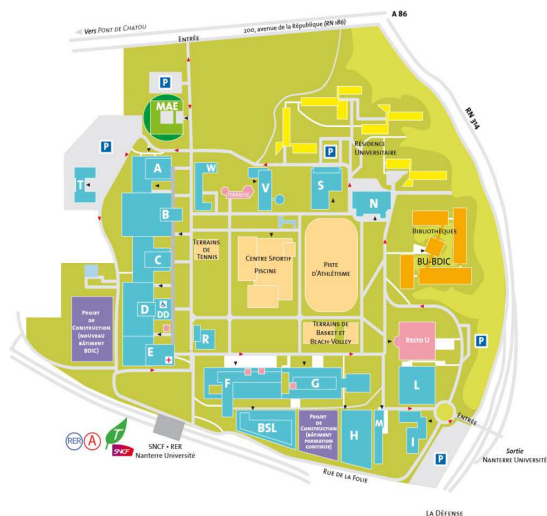 A 86
Vers PONT DE CHATOU
ENTRÉE
200, avenue de la République (RN 186)
RN 314
P
MAE
P
RÉSIDENCE
UNIVERSITAIRE
P
T
A
W
V
S
N
B
BIBLIOTHÈQUES
BU-BDIC
TERRAINS
DE
TENNIS
CENTRE SPORTIF
PISCINE
PISTE
D'ATHLÉTISME
C
PROJET
DE
CONSTRUCTION
(NOUVEAU
BÂTIMENT
BDIC)
D
DD
R
TERRAINS DE
BASKET ET
BEACH-VOLLEY
RESTO U
P
E
F
G
L
BSL
PROJET
DE
CONSTRUCTION
(BÂTIMENT
FORMATION
CONTINUE)
H
M
I
ENTRÉE
RER
A
T
SNCF
SNCF • RER
NANTERRE UNIVERSITÉ
P
Sortie
NANTERRE UNIVERSITÉ
RUE DE LA FOLIE
LA DÉFENSE